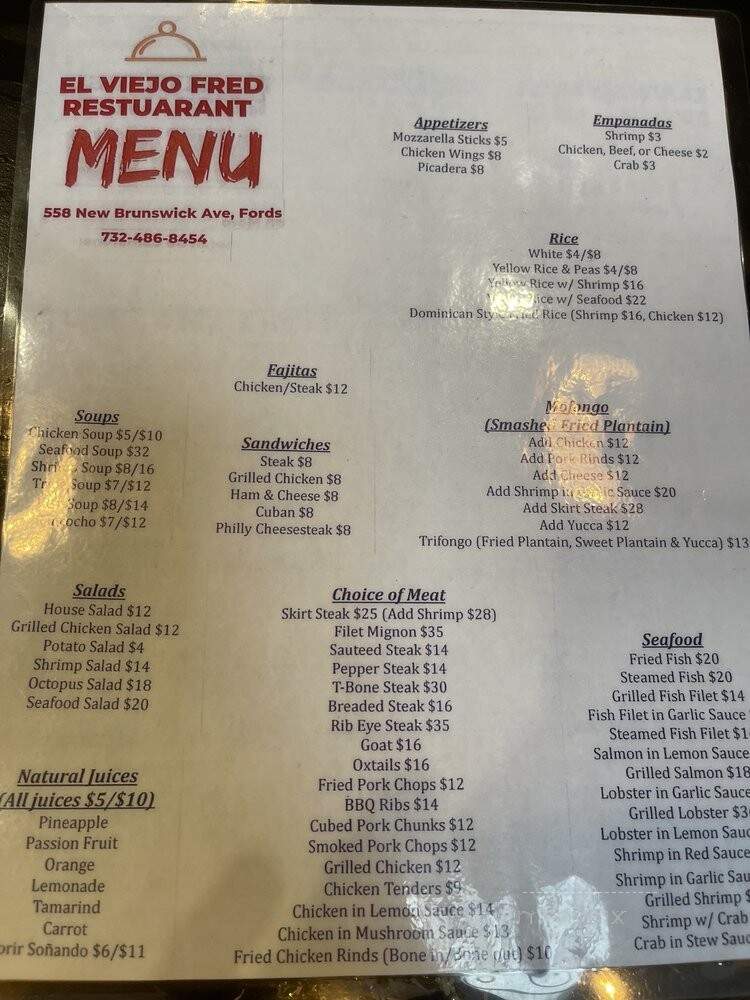 EL VIEJO FRED
RESTUARANT
MENU
558 New Brunswick Ave, Fords
732-486-8454
Appetizers
Mozzarella Sticks $5
Chicken Wings $8
Picadera $8
Empanadas
Shrimp $3
Chicken, Beef, or Cheese $2
Crab $3
Rice
White $4/$8
Yellow Rice & Peas $4/$8
Yellow Rice w/ Shrimp $16
Rice w/ Seafood $22
Dominican Style Fried Rice (Shrimp $16, Chicken $12)
Fajitas
Chicken/Steak $12
Soups
Chicken Soup $5/$10
Seafood Soup $32
Shrimp Soup $8/16
Soup $7/$12
Soup $8/$14
$7/$12
Sandwiches
Steak $8
Grilled Chicken $8
Ham & Cheese $8
Cuban $8
Philly Cheesesteak $8
Mofongo
(Smashed Fried Plantain)
Add Chicken $12
Add Pork Rinds $12
Add Cheese $12
Add Shrimp in Garlic Sauce $20
Add Skirt Steak $28
Add Yucca $12
Trifongo (Fried Plantain, Sweet Plantain & Yucca) $13
Salads
House Salad $12
Grilled Chicken Salad $12
Potato Salad $4
Shrimp Salad $14
Octopus Salad $18
Seafood Salad $20
Choice of Meat
Skirt Steak $25 (Add Shrimp $28)
Filet Mignon $35
Sauteed Steak $14
Pepper Steak $14
T-Bone Steak $30
Breaded Steak $16
Rib Eye Steak $35
Goat $16
Oxtails $16
Fried Pork Chops $12
BBQ Ribs $14
Cubed Pork Chunks $12
Smoked Pork Chops $12
Grilled Chicken $12
Chicken Tenders $9
Chicken in Lemon Sauce $14
Chicken in Mushroom Sauce $13
Fried Chicken Rinds (Bone in/Bone out) $10
Seafood
Fried Fish $20
Steamed Fish $20
Grilled Fish Filet $14
Fish Filet in Garlic Sauce
Steamed Fish Filet $1
Salmon in Lemon Sauce
Grilled Salmon $18
Lobster in Garlic Sauce
Grilled Lobster $3
Lobster in Lemon Sauc
Shrimp in Red Sauce
Shrimp in Garlic Sau
Grilled Shrimp $
Shrimp w/ Crab
Crab in Stew Sauc
Natural Juices
(All juices $5/$10)
Pineapple
Passion Fruit
Orange
Lemonade
Tamarind
Carrot
orir Soñando $6/$11